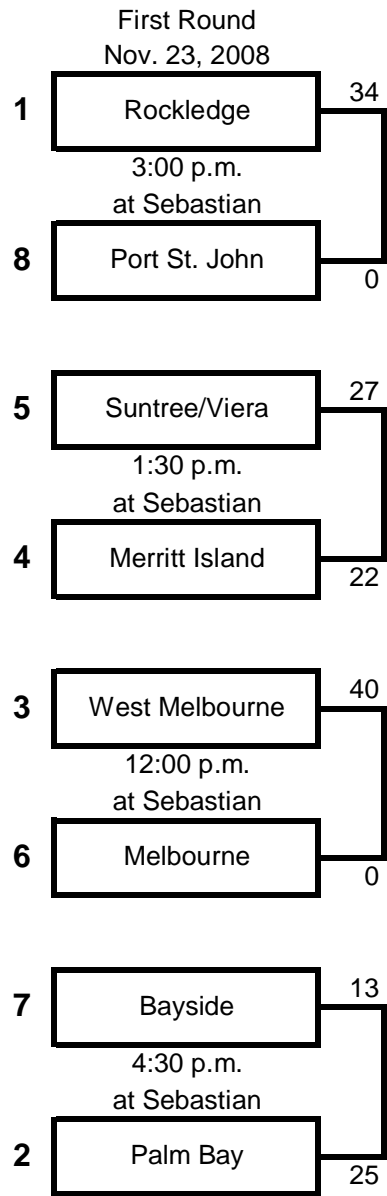 First Round
Nov. 23, 2008
1 Rockledge 34
3:00 p.m.
at Sebastian
8 Port St. John 0
5 Suntree/Viera 27
1:30 p.m.
at Sebastian
4 Merritt Island 22
3 West Melbourne 40
12:00 p.m.
at Sebastian
6 Melbourne 0
7 Bayside 13
4:30 p.m.
at Sebastian
2 Palm Bay 25